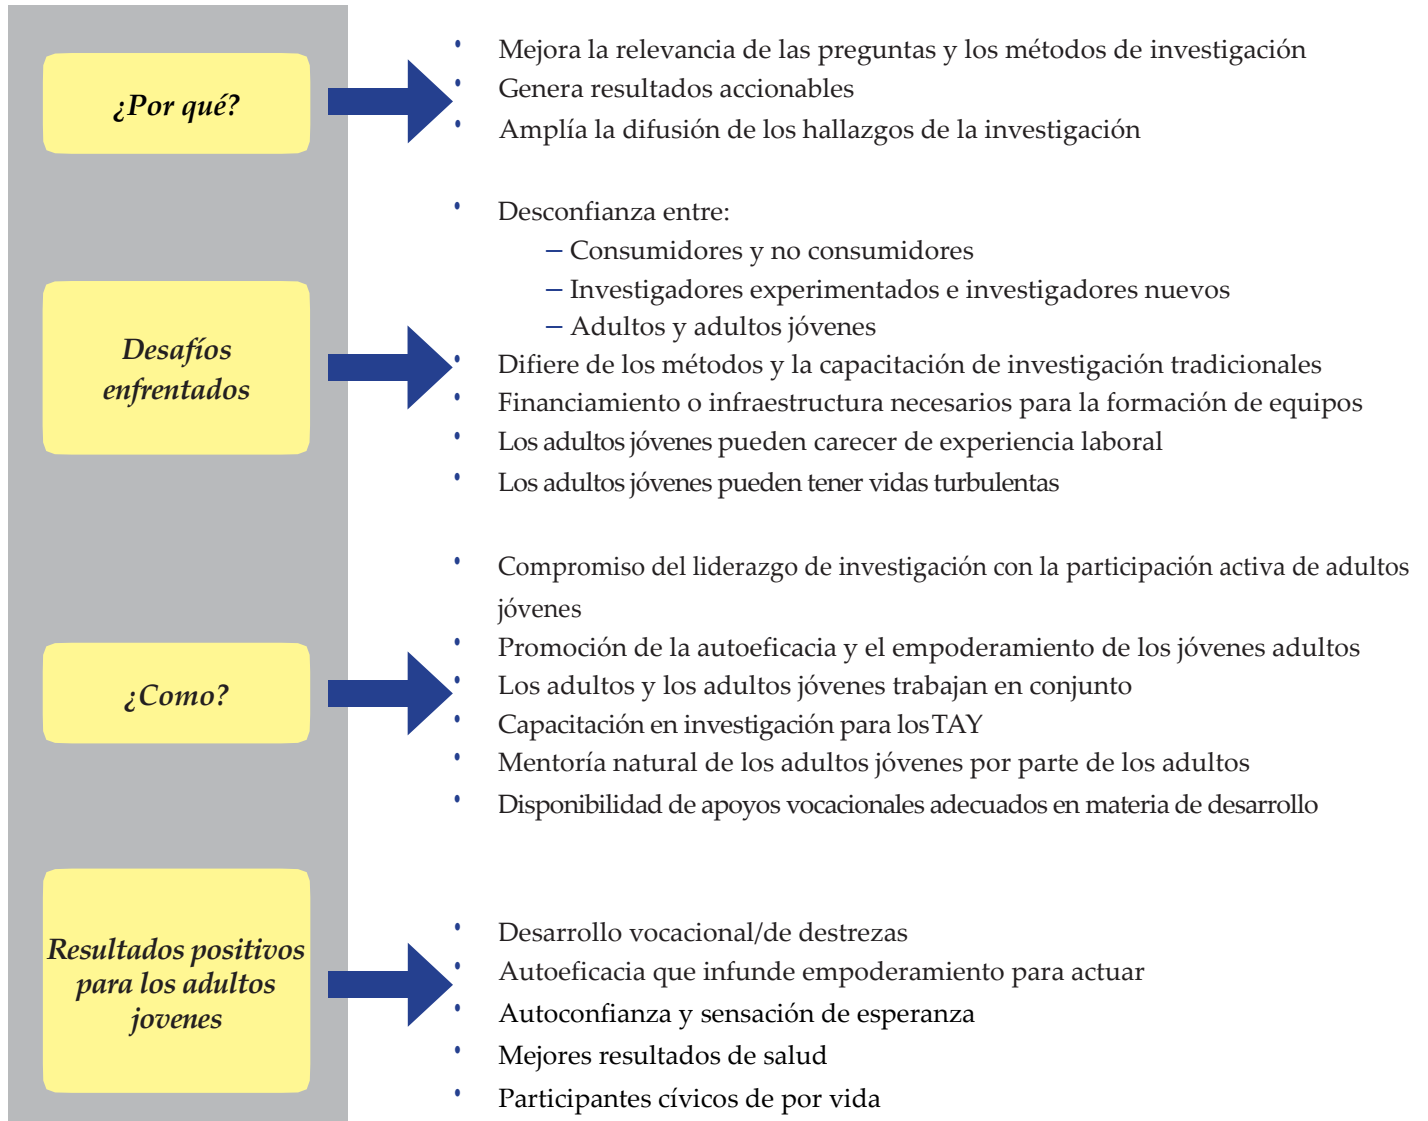 ¿Por qué?
• Mejora la relevancia de las preguntas y los métodos de investigación
• Genera resultados accionables
• Amplía la difusión de los hallazgos de la investigación
Desafíos
enfrentados
• Desconfianza entre:
– Consumidores y no consumidores
– Investigadores experimentados e investigadores nuevos
– Adultos y adultos jóvenes
• Difiere de los métodos y la capacitación de investigación tradicionales
• Financiamiento o infraestructura necesarios para la formación de equipos
• Los adultos jóvenes pueden carecer de experiencia laboral
• Los adultos jóvenes pueden tener vidas turbulentas
¿Como?
• Compromiso del liderazgo de investigación con la participación activa de adultos
jóvenes
• Promoción de la autoeficacia y el empoderamiento de los jóvenes adultos
• Los adultos y los adultos jóvenes trabajan en conjunto
• Capacitación en investigación para los TAY
• Mentoría natural de los adultos jóvenes por parte de los adultos
• Disponibilidad de apoyos vocacionales adecuados en materia de desarrollo
Resultados positivos
para los adultos
jovenes
• Desarrollo vocacional/de destrezas
• Autoeficacia que infunde empoderamiento para actuar
• Autoconfianza y sensación de esperanza
• Mejores resultados de salud
• Participantes cívicos de por vida